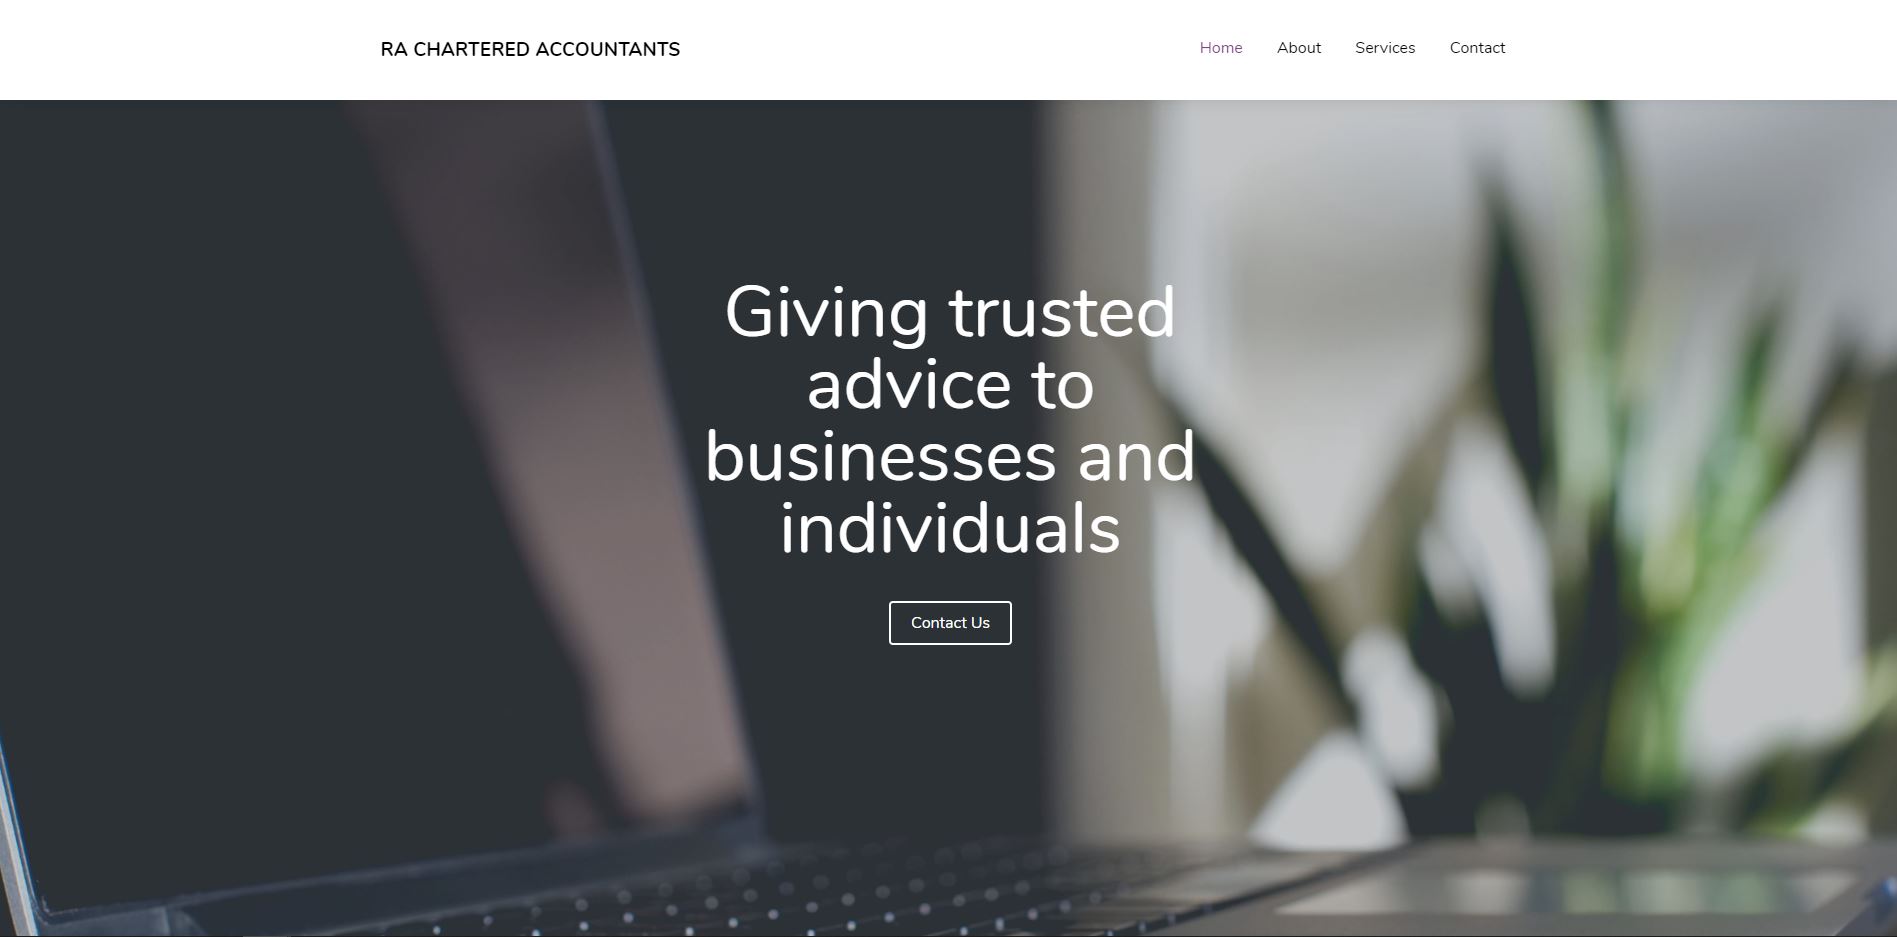 RA CHARTERED ACCOUNTANTS
Home About Services Contact
Giving trusted
advice to
businesses and
individuals
Contact Us